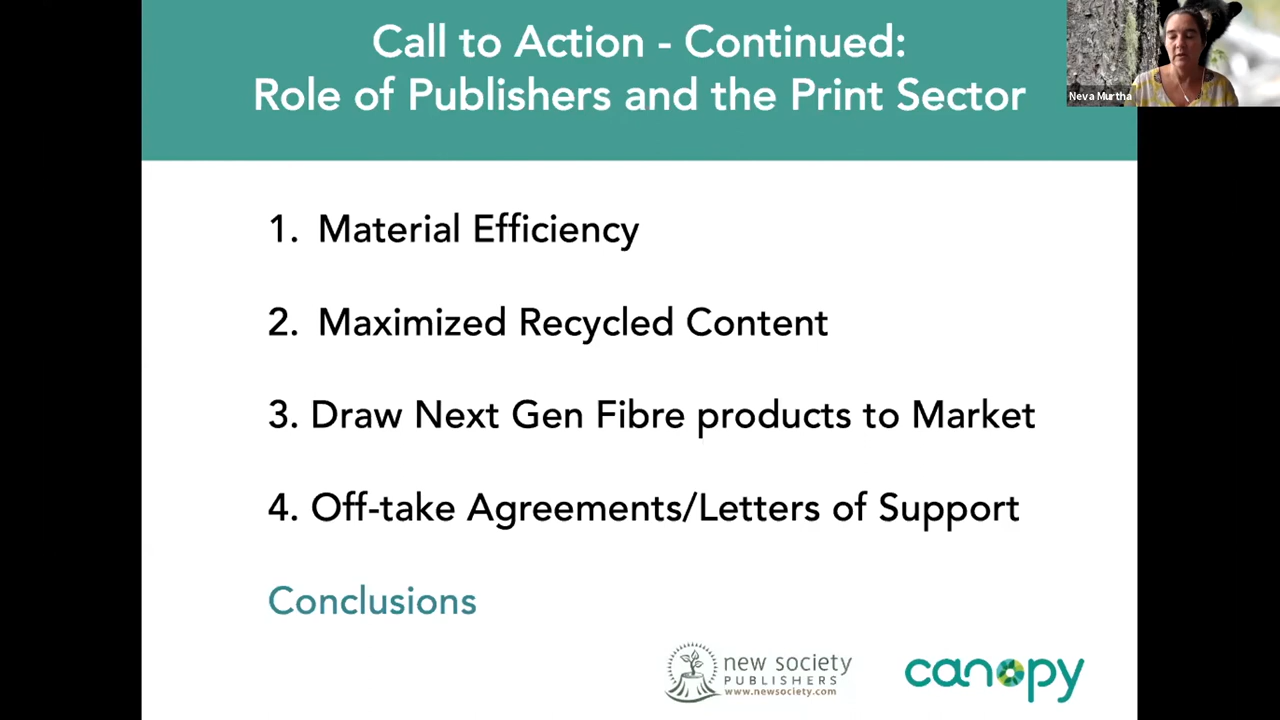 Call to Action - Continued:
Role of Publishers and the Print Sector
Neva Murtha
1. Material Efficiency
2. Maximized Recycled Content
3. Draw Next Gen Fibre products to Market
4. Off-take Agreements/Letters of Support
Conclusions
new society
PUBLISHERS
www.newsociety.com
canopy